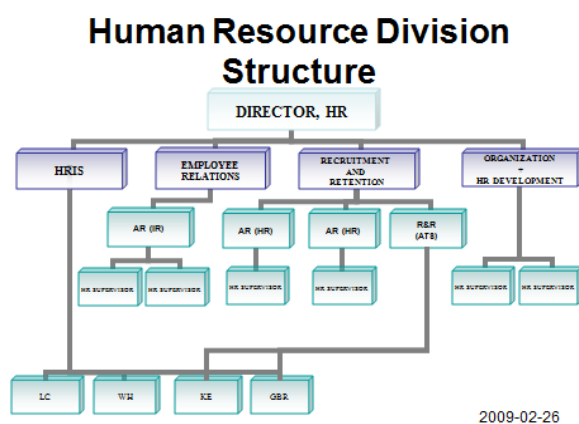 Human Resource Division
Structure
DIRECTOR, HR
HRIS
EMPLOYEE
RELATIONS
RECRUITMENT
AND
RETENTION
ORGANIZATION
+
HR DEVELOPMENT
AR (IR)
AR (HR)
AR (HR)
R&R
(ATS)
HR SUPERVISOR
HR SUPERVISOR
HR SUPERVISOR
HR SUPERVISOR
HR SUPERVISOR
HR SUPERVISOR
LC
WH
KE
GBR
2009-02-26